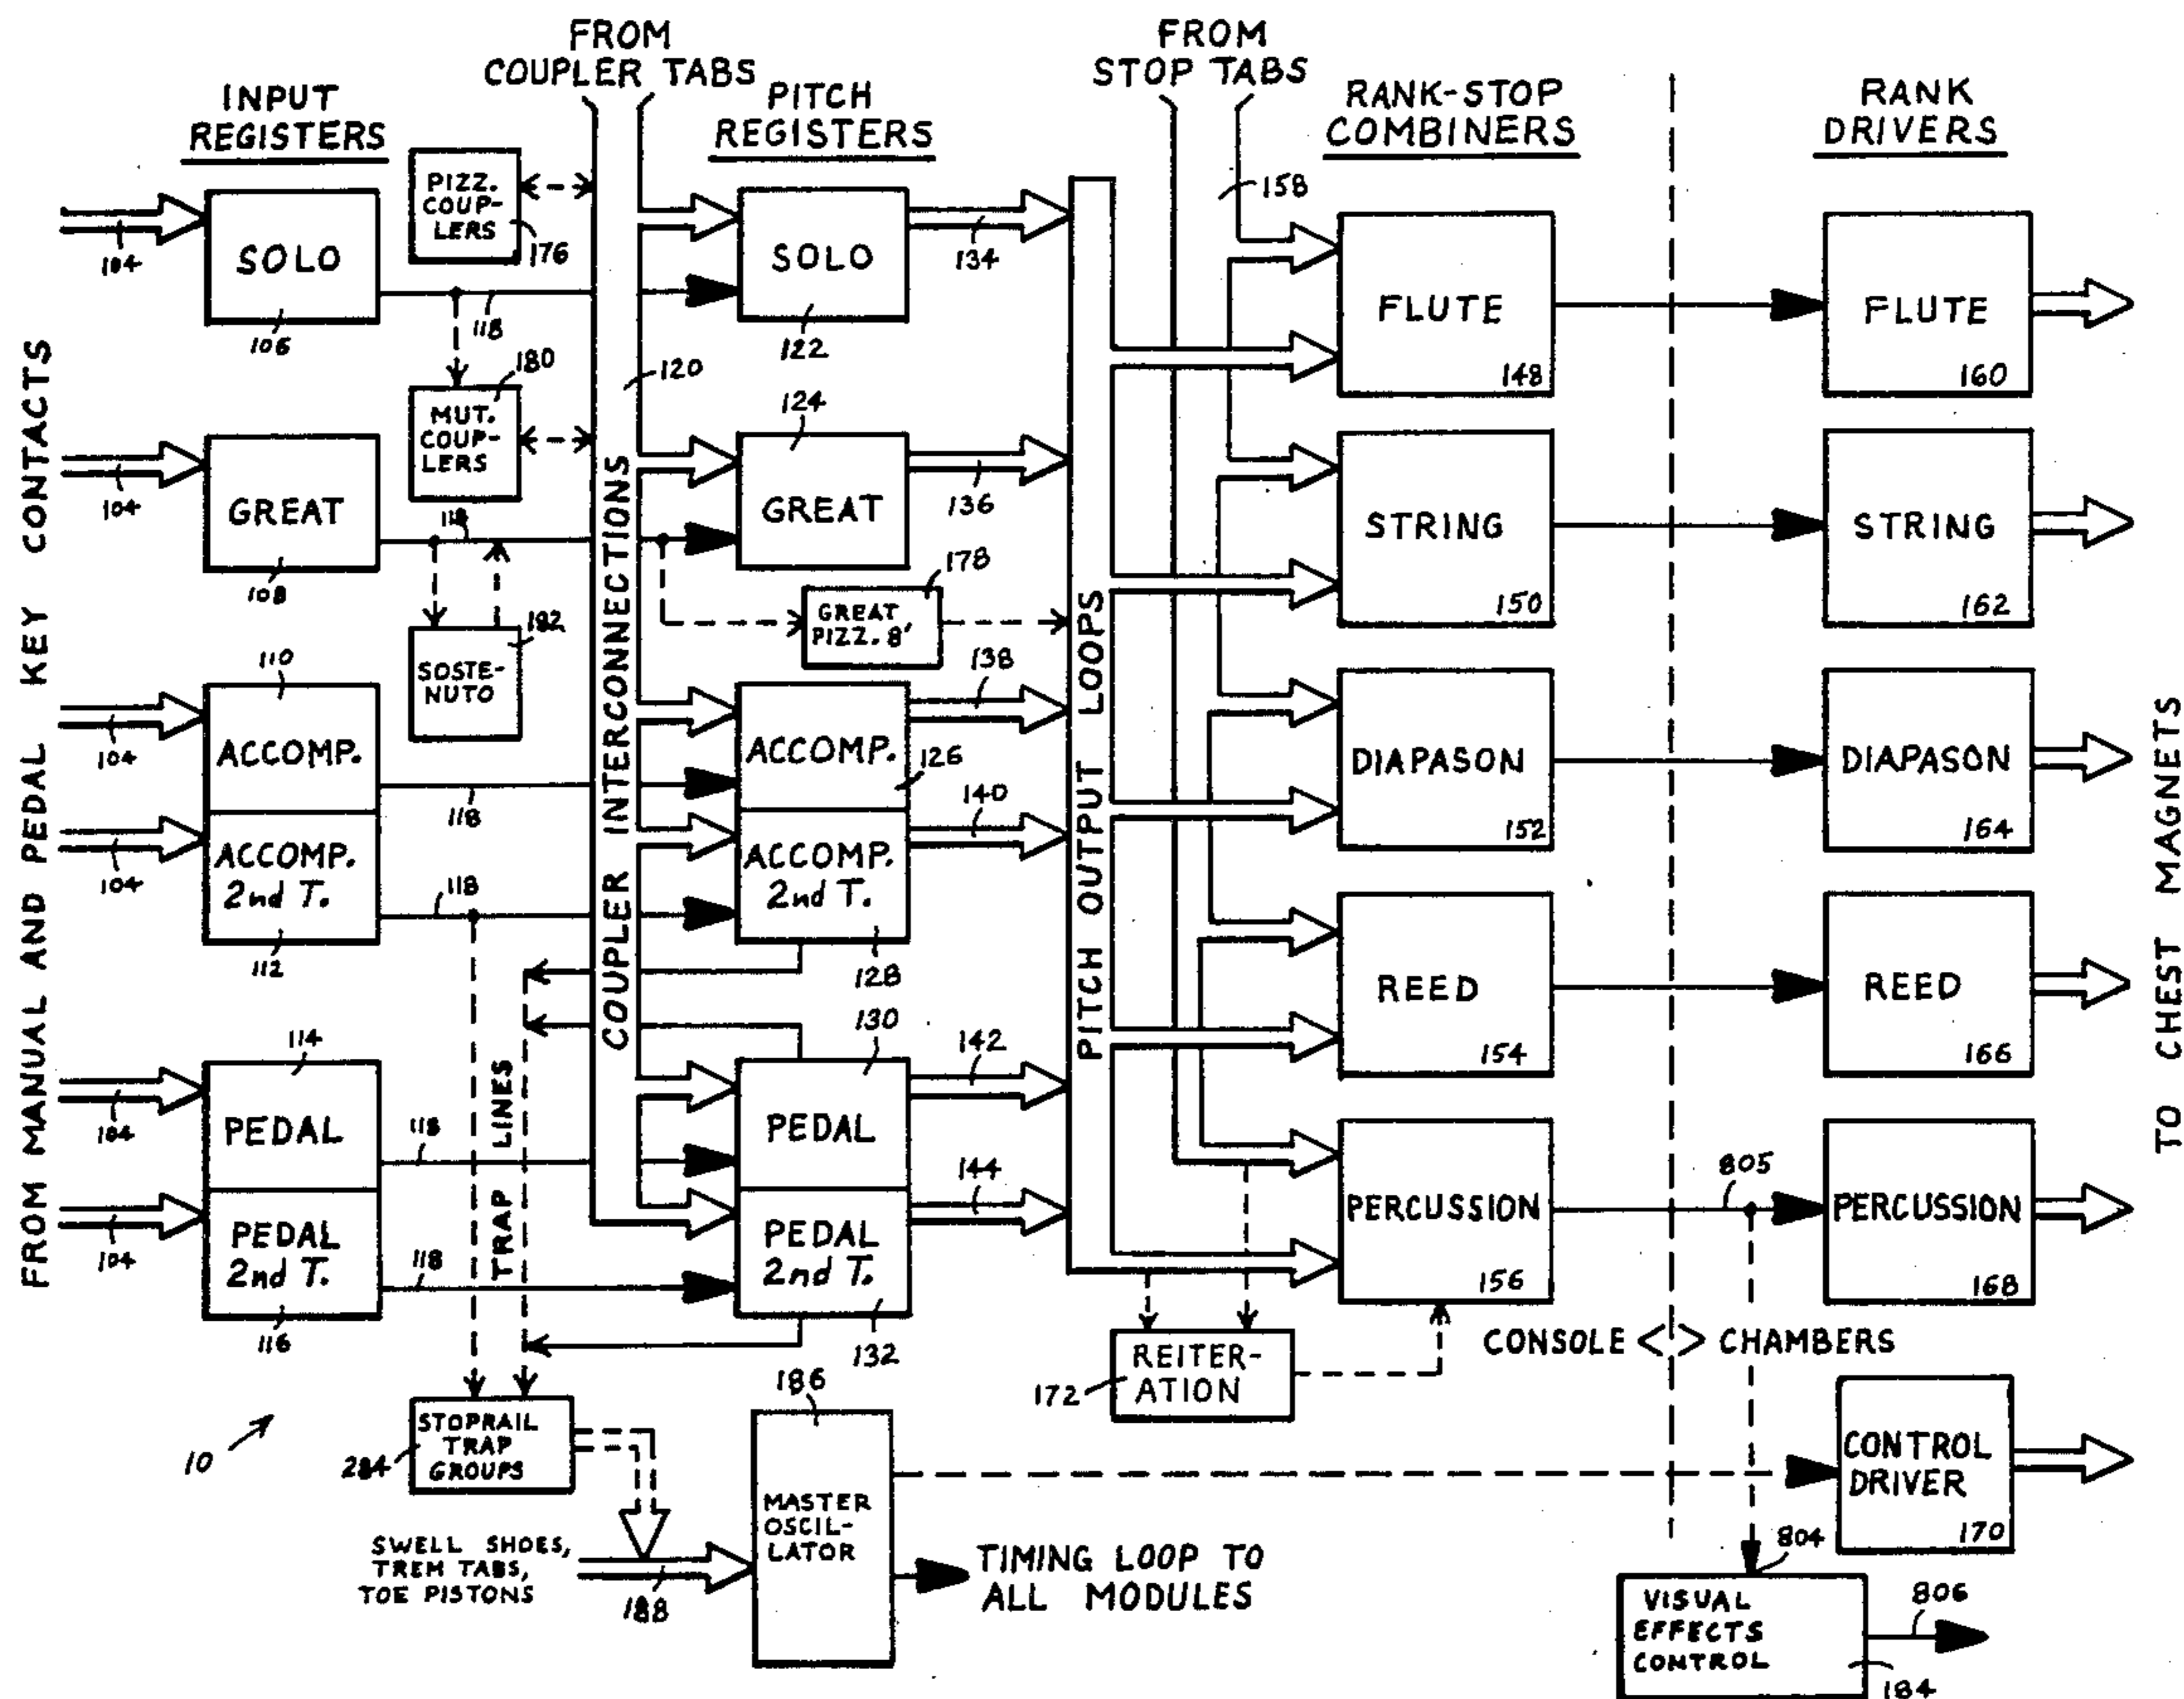 FROM
COUPLER TABS
FROM
STOP TABS
INPUT
REGISTERS
PITCH
REGISTERS
RANK-STOP
COMBINERS
RANK
DRIVERS
FROM MANUAL AND PEDAL KEY CONTACTS
104
SOLO
106
118
PIZZ.
COUP-
LERS
176
180
MUT.
COUP-
LERS
104
GREAT
108
118
182
SOSTE-
NUTO
104
110
ACCOMP.
118
104
ACCOMP.
2nd T.
112
118
104
114
PEDAL
118
104
PEDAL
2nd T.
116
118
TRAP LINES
COUPLER INTERCONNECTIONS
120
SOLO
122
134
124
GREAT
136
178
GREAT
PIZZ. 8'
138
ACCOMP.
126
140
ACCOMP.
2nd T.
128
130
142
PEDAL
144
PEDAL
2nd T.
132
PITCH OUTPUT LOOPS
158
FLUTE
148
STRING
150
DIAPASON
152
REED
154
PERCUSSION
156
805
FLUTE
160
STRING
162
DIAPASON
164
REED
166
PERCUSSION
168
TO CHEST MAGNETS
CONSOLE <> CHAMBERS
REITER-
ATION
172
10
STOPRAIL
TRAP
GROUPS
284
SWELL SHOES,
TREM TABS,
TOE PISTONS
188
186
MASTER
OSCIL-
LATOR
TIMING LOOP TO
ALL MODULES
CONTROL
DRIVER
170
804
VISUAL
EFFECTS
CONTROL
806
184